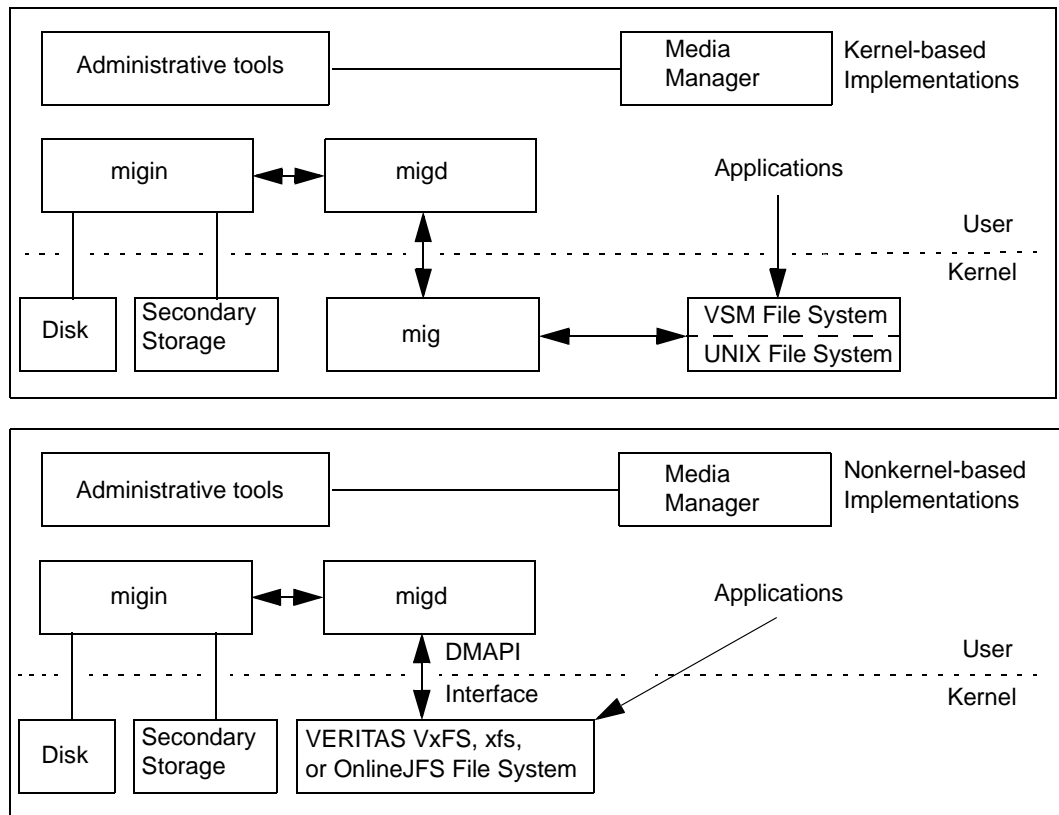 Administrative tools
Media
Manager
Kernel-based
Implementations
migin
migd
Applications
User
Kernel
Disk
Secondary
Storage
mig
VSM File System
UNIX File System
Administrative tools
Media
Manager
Nonkernel-based
Implementations
migin
migd
Applications
DMAPI
User
Interface
Kernel
Disk
Secondary
Storage
VERITAS VxFS, xfs,
or OnlineJFS File System